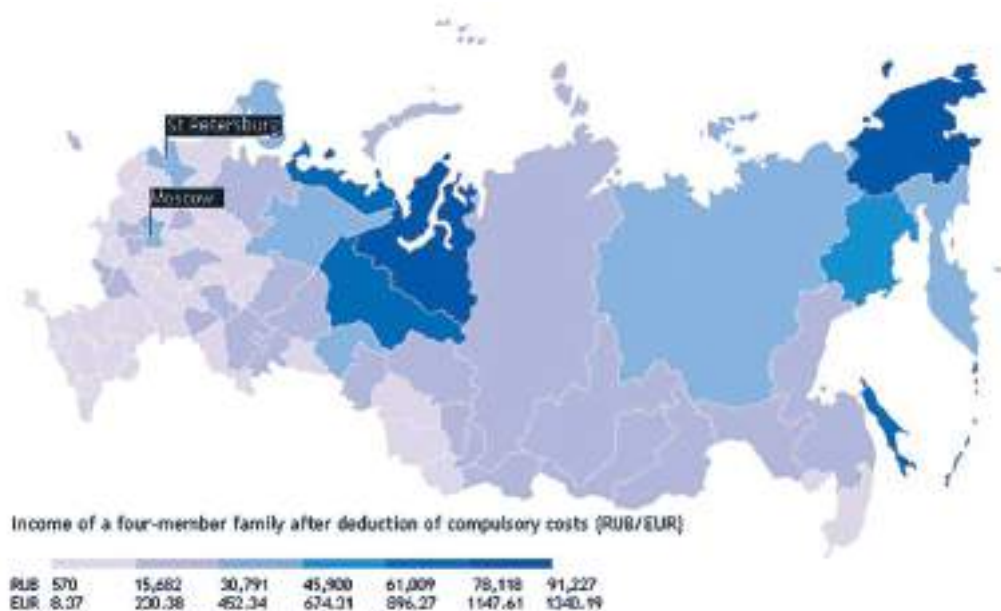 St Petersburg
Moscow
Income of a four-member family after deduction of compulsory costs (RUB/EUR)
RUB 570 15,682 30,791 45,900 61,009 78,118 91,227
EUR 8.37 230.38 452.34 674.31 896.27 1147.61 1340.19